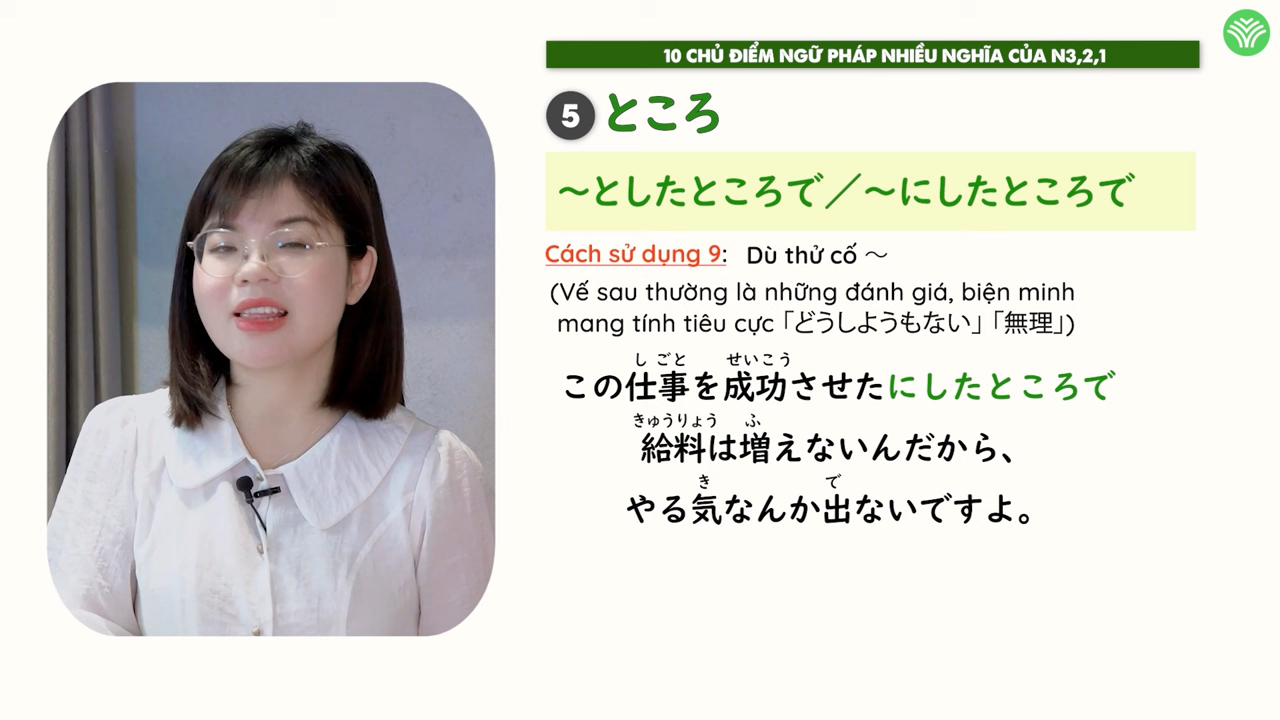 10 CHỦ ĐIỂM NGỮ PHÁP NHIỀU NGHĨA CỦA N3,2,1
5 ところ
～としたところで／～にしたところで
Cách sử dụng 9: Dù thử cố ～
(Vế sau thường là những đánh giá, biện minh
mang tính tiêu cực「どうしようもない」「無理」)
しごと せいこう
この仕事を成功させたにしたところで
きゅうりょう ふ
給料は増えないんだから、
き で
やる気なんか出ないですよ。